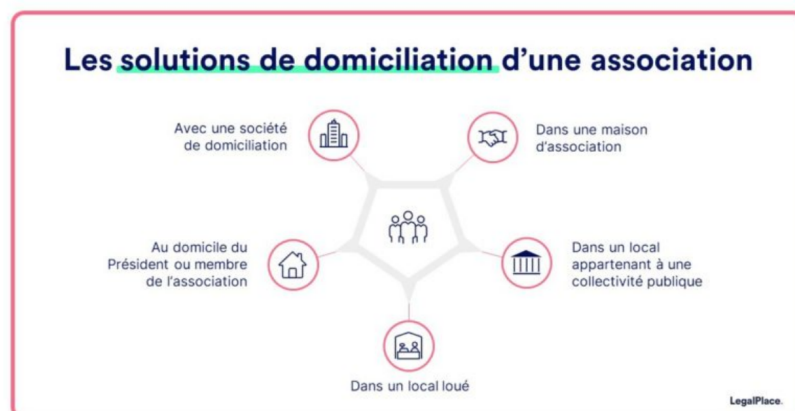 Les solutions de domiciliation d'une association
Avec une société
de domiciliation
Dans une maison
d'association
Au domicile du
Président ou membre
de l'association
Dans un local
appartenant à une
collectivité publique
Dans un local loué
LegalPlace.